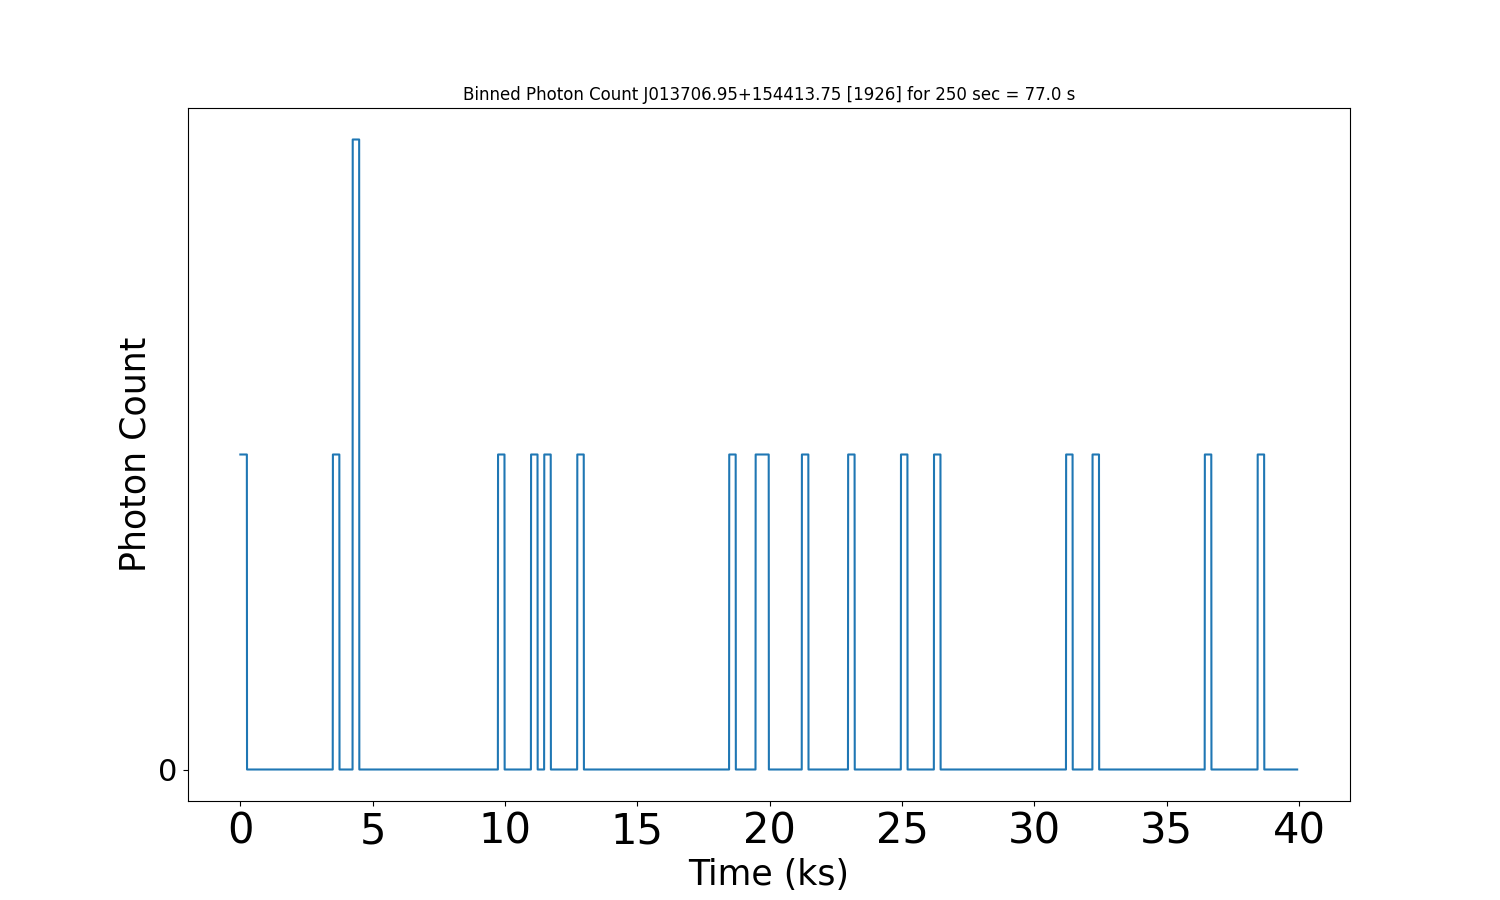 Binned Photon Count J013706.95+154413.75 [1926] for 250 sec = 77.0 s
Photon Count
0
0 5 10 15 20 25 30 35 40
Time (ks)